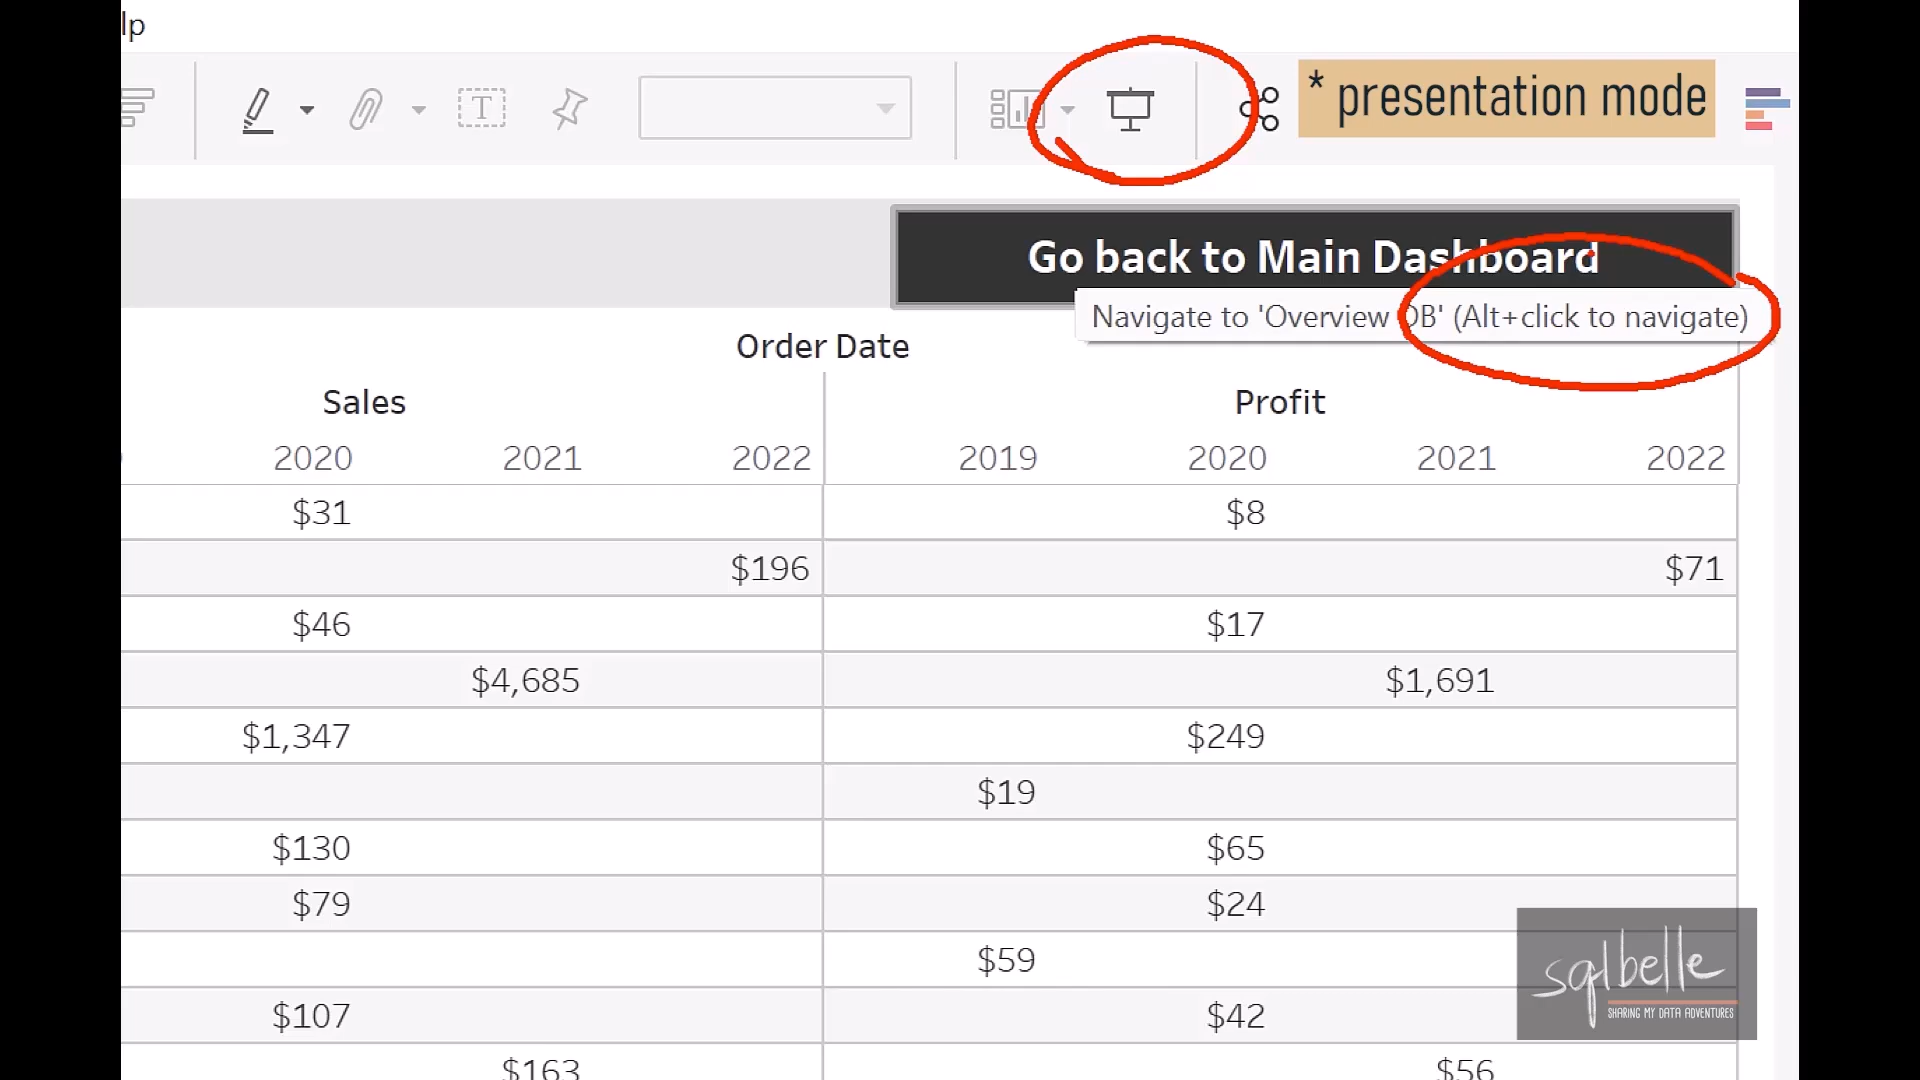 lp
T
* presentation mode
Go back to Main Dashboard
Navigate to 'Overview DB' (Alt+click to navigate)
Order Date
Sales Profit
2020 2021 2022 2019 2020 2021 2022
$31 $8
$196 $71
$46 $17
$4,685 $1,691
$1,347 $249
$19
$130 $65
$79 $24
$59
$107 $42
$163 $56
sqlbelle
SHARING MY DATA ADVENTURES